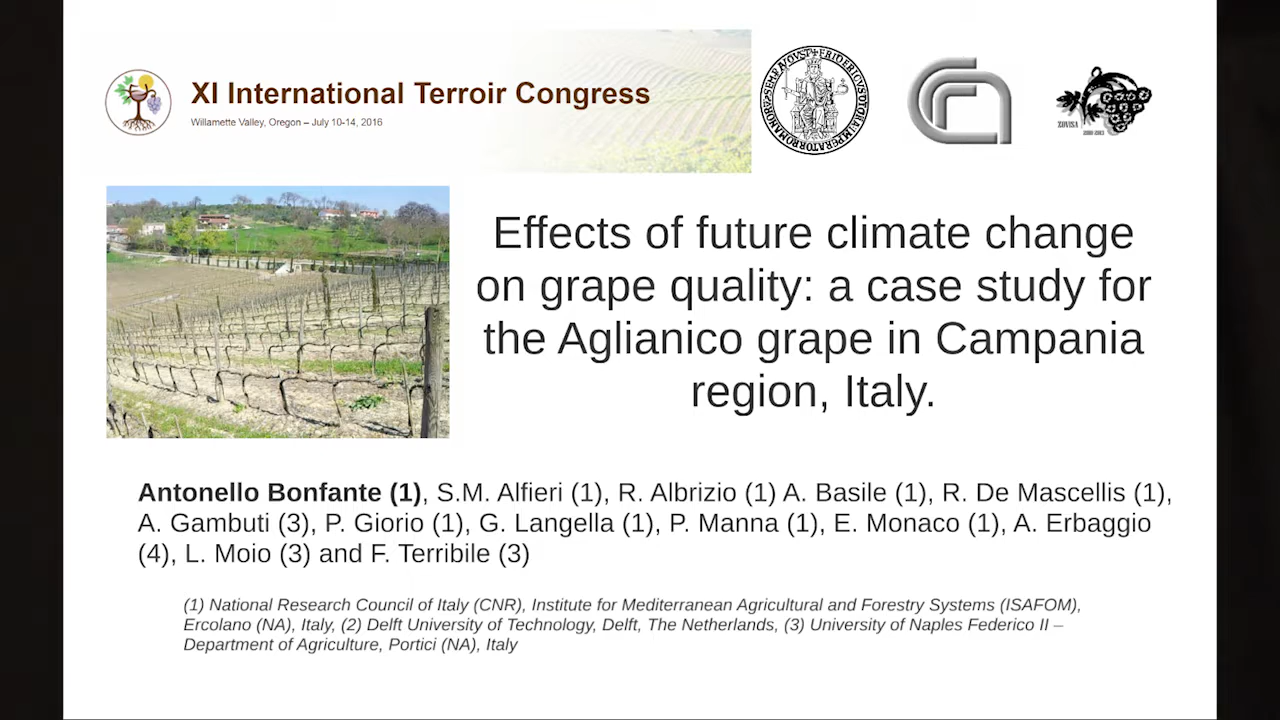 XI International Terroir Congress
Willamette Valley, Oregon – July 10-14, 2016
ZOVISA
Effects of future climate change
on grape quality: a case study for
the Aglianico grape in Campania
region, Italy.
Antonello Bonfante (1), S.M. Alfieri (1), R. Albrizio (1) A. Basile (1), R. De Mascellis (1),
A. Gambuti (3), P. Giorio (1), G. Langella (1), P. Manna (1), E. Monaco (1), A. Erbaggio
(4), L. Moio (3) and F. Terribile (3)
(1) National Research Council of Italy (CNR), Institute for Mediterranean Agricultural and Forestry Systems (ISAFOM),
Ercolano (NA), Italy, (2) Delft University of Technology, Delft, The Netherlands, (3) University of Naples Federico II –
Department of Agriculture, Portici (NA), Italy